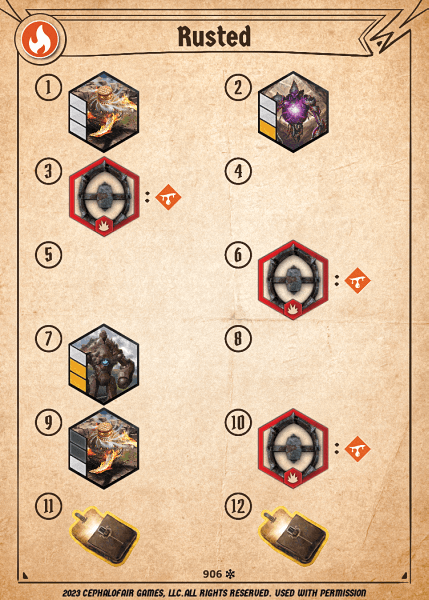 Rusted
1 2
3 : 4
5 6 :
7 8
9 10 :
11 12
906 ✻
2023 CEPHALOFAIR GAMES, LLC. ALL RIGHTS RESERVED. USED WITH PERMISSION